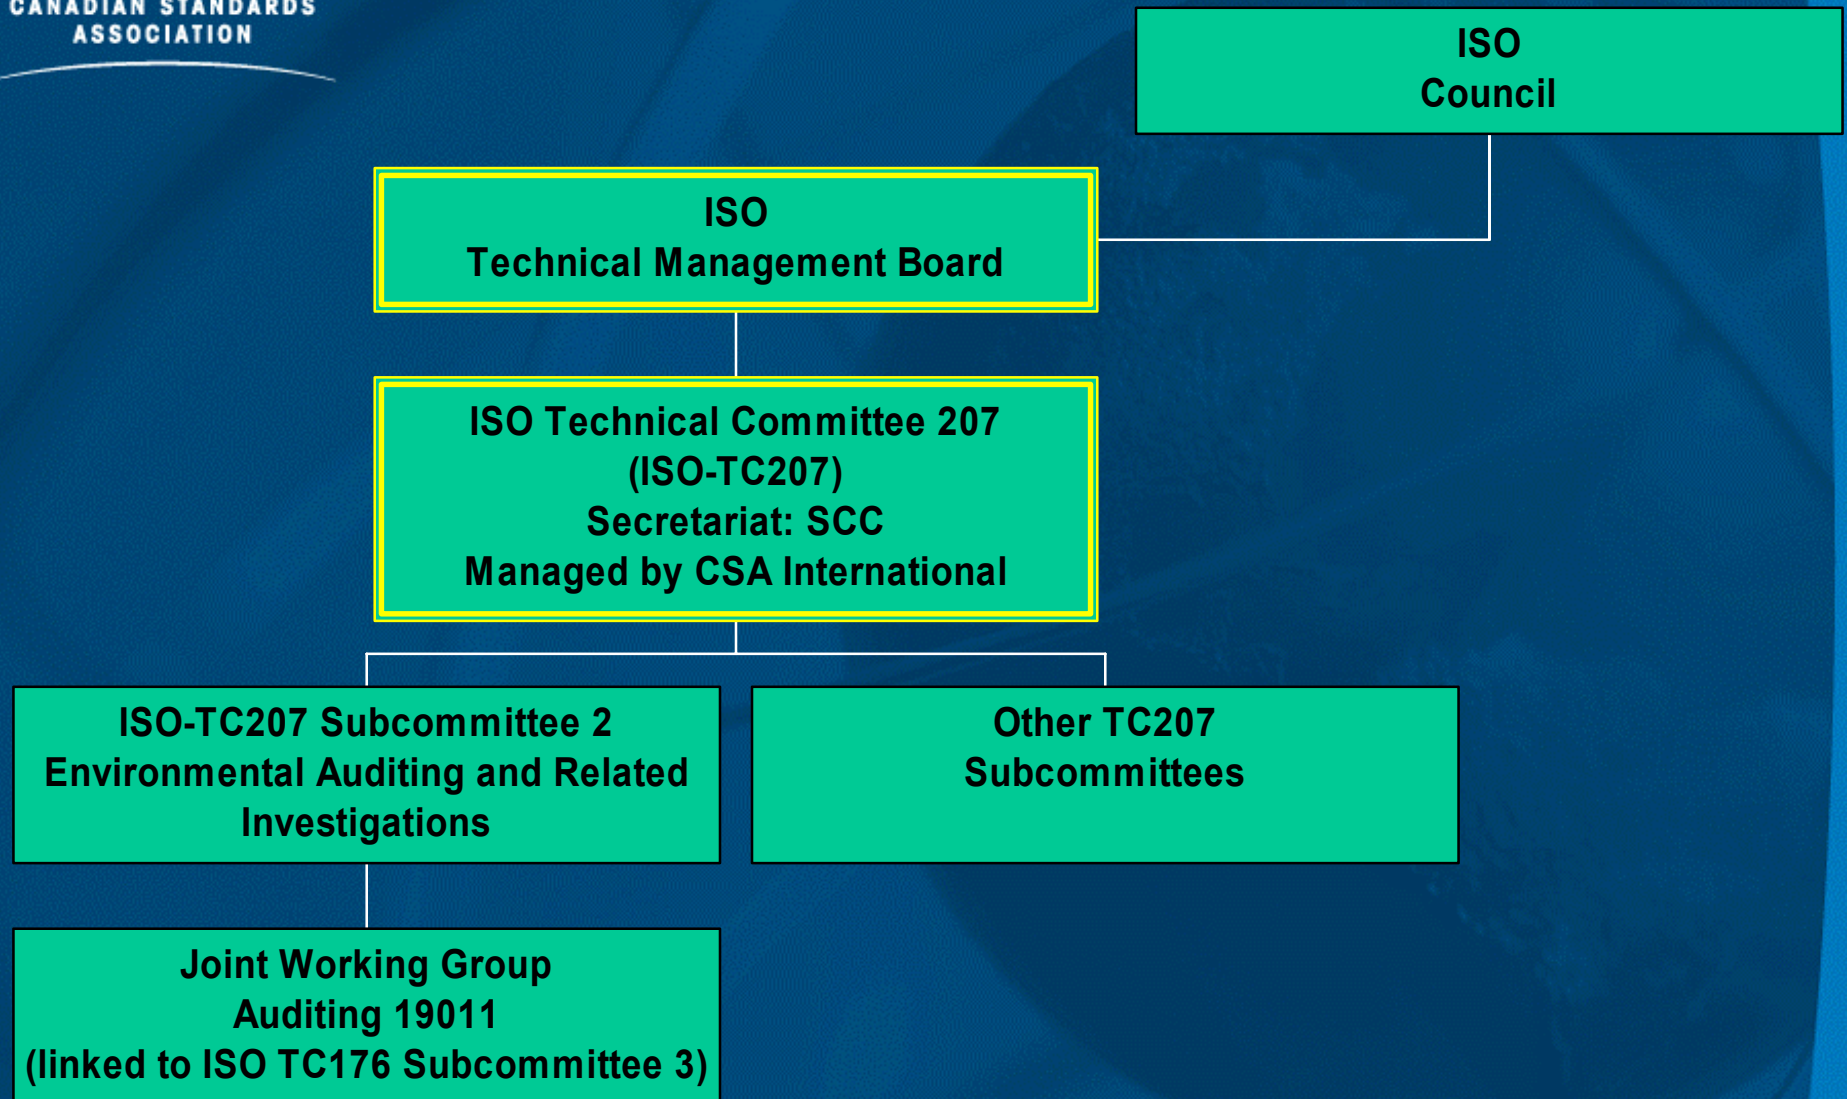 CANADIAN STANDARDS
ASSOCIATION
ISO
Council
ISO
Technical Management Board
ISO Technical Committee 207
(ISO-TC207)
Secretariat: SCC
Managed by CSA International
ISO-TC207 Subcommittee 2
Environmental Auditing and Related
Investigations
Other TC207
Subcommittees
Joint Working Group
Auditing 19011
(linked to ISO TC176 Subcommittee 3)